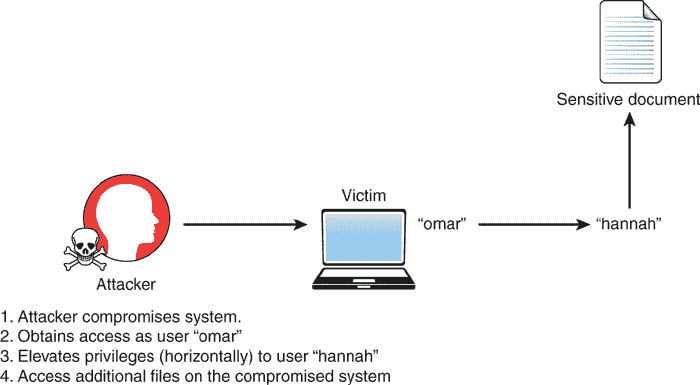 Sensitive document
Victim
“omar”
“hannah”
Attacker
1. Attacker compromises system.
2. Obtains access as user “omar”
3. Elevates privileges (horizontally) to user “hannah”
4. Access additional files on the compromised system